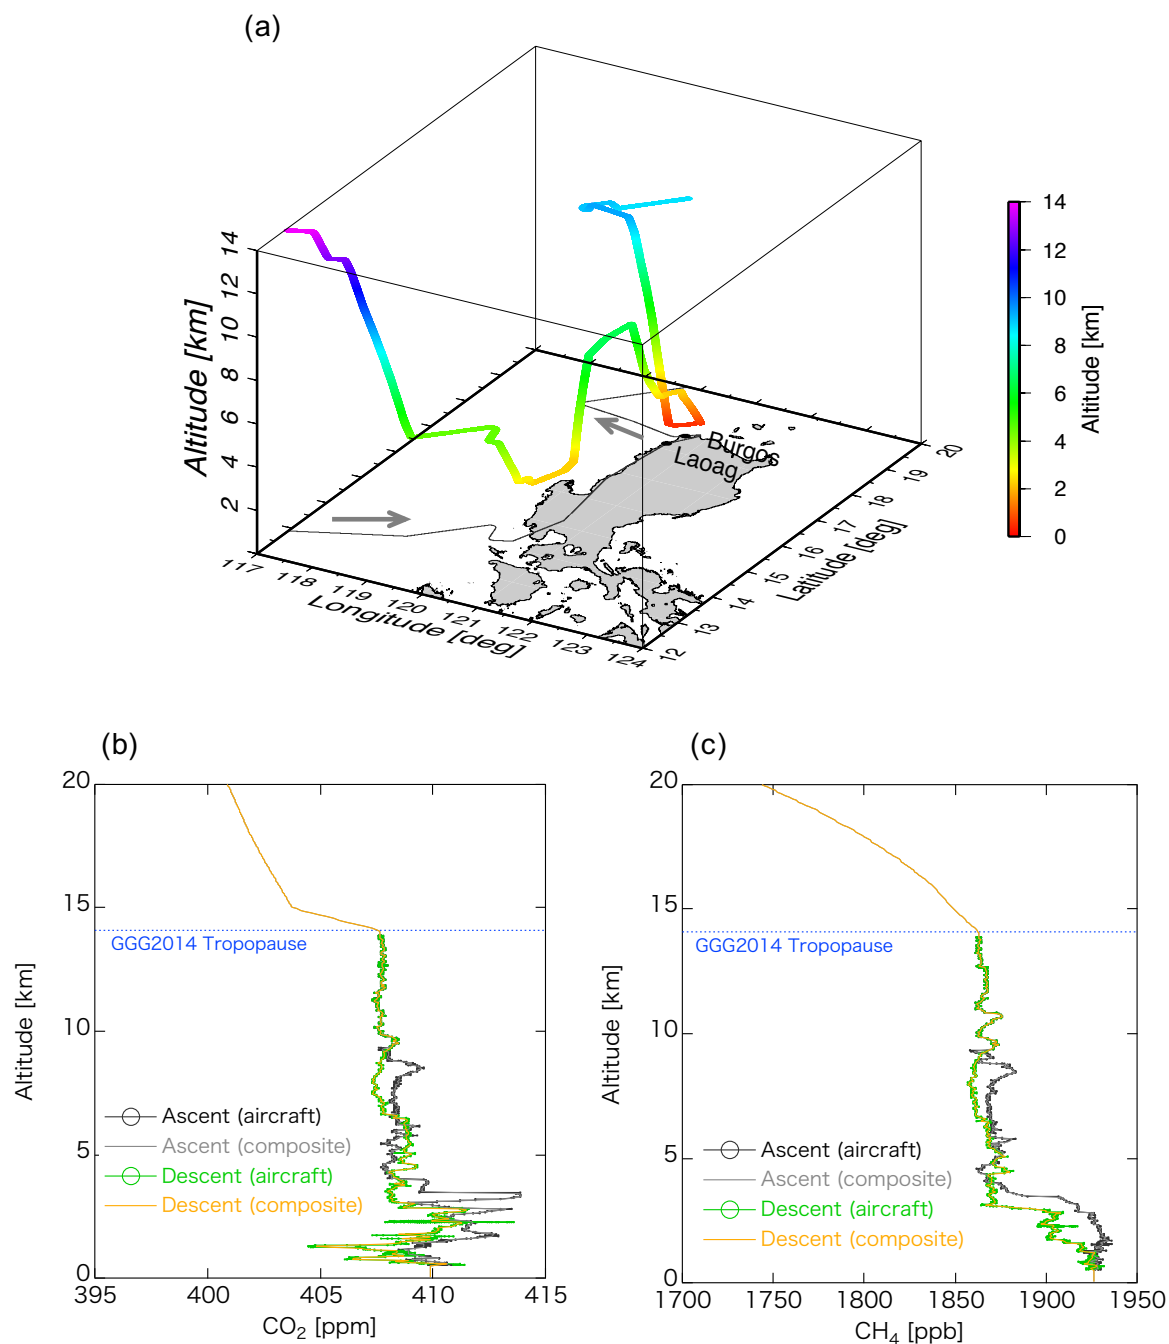 (a)
Altitude [km]
14
12
10
8
6
4
2
117
118
119
120
121
122
123
124
Longitude [deg]
12
13
14
15
16
17
18
19
20
Latitude [deg]
Burgos
Laoag
14
12
10
8
6
4
2
0
Altitude [km]
(b)
20
15
10
5
0
Altitude [km]
GGG2014 Tropopause
Ascent (aircraft)
Ascent (composite)
Descent (aircraft)
Descent (composite)
395
400
405
410
415
CO2 [ppm]
(c)
20
15
10
5
0
Altitude [km]
GGG2014 Tropopause
Ascent (aircraft)
Ascent (composite)
Descent (aircraft)
Descent (composite)
1700
1750
1800
1850
1900
1950
CH4 [ppb]